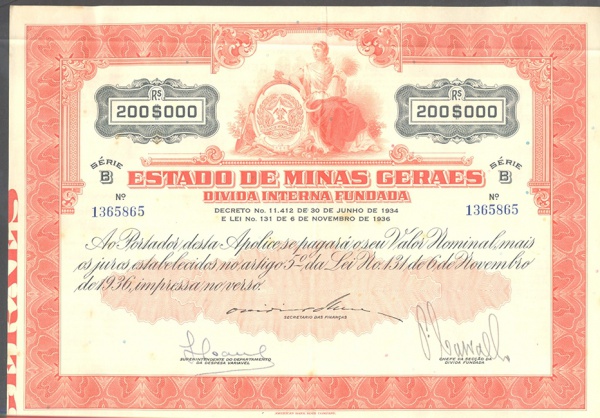 RS
200$000
RS
200$000
SÉRIE
B
SÉRIE
B
ESTADO DE MINAS GERAES
DIVIDA INTERNA FUNDADA
Nº
1365865
Nº
1365865
DECRETO No. 11,412 DE 30 DE JUNHO DE 1934
E LEI No. 131 DE 6 DE NOVEMBRO DE 1936
Ao Portador desta Apolice se pagará o seu Valor Nominal, mais
os juros, estabelecidos no artigo 5º da Lei No. 131 de 6 de Novembro
de 1936, impressa no verso.
SECRETARIO DAS FINANÇAS
SUPERINTENDENTE DO DEPARTAMENTO
DA DESPESA VARIAVEL
CHEFE DA SECÇÃO DA
DIVIDA FUNDADA